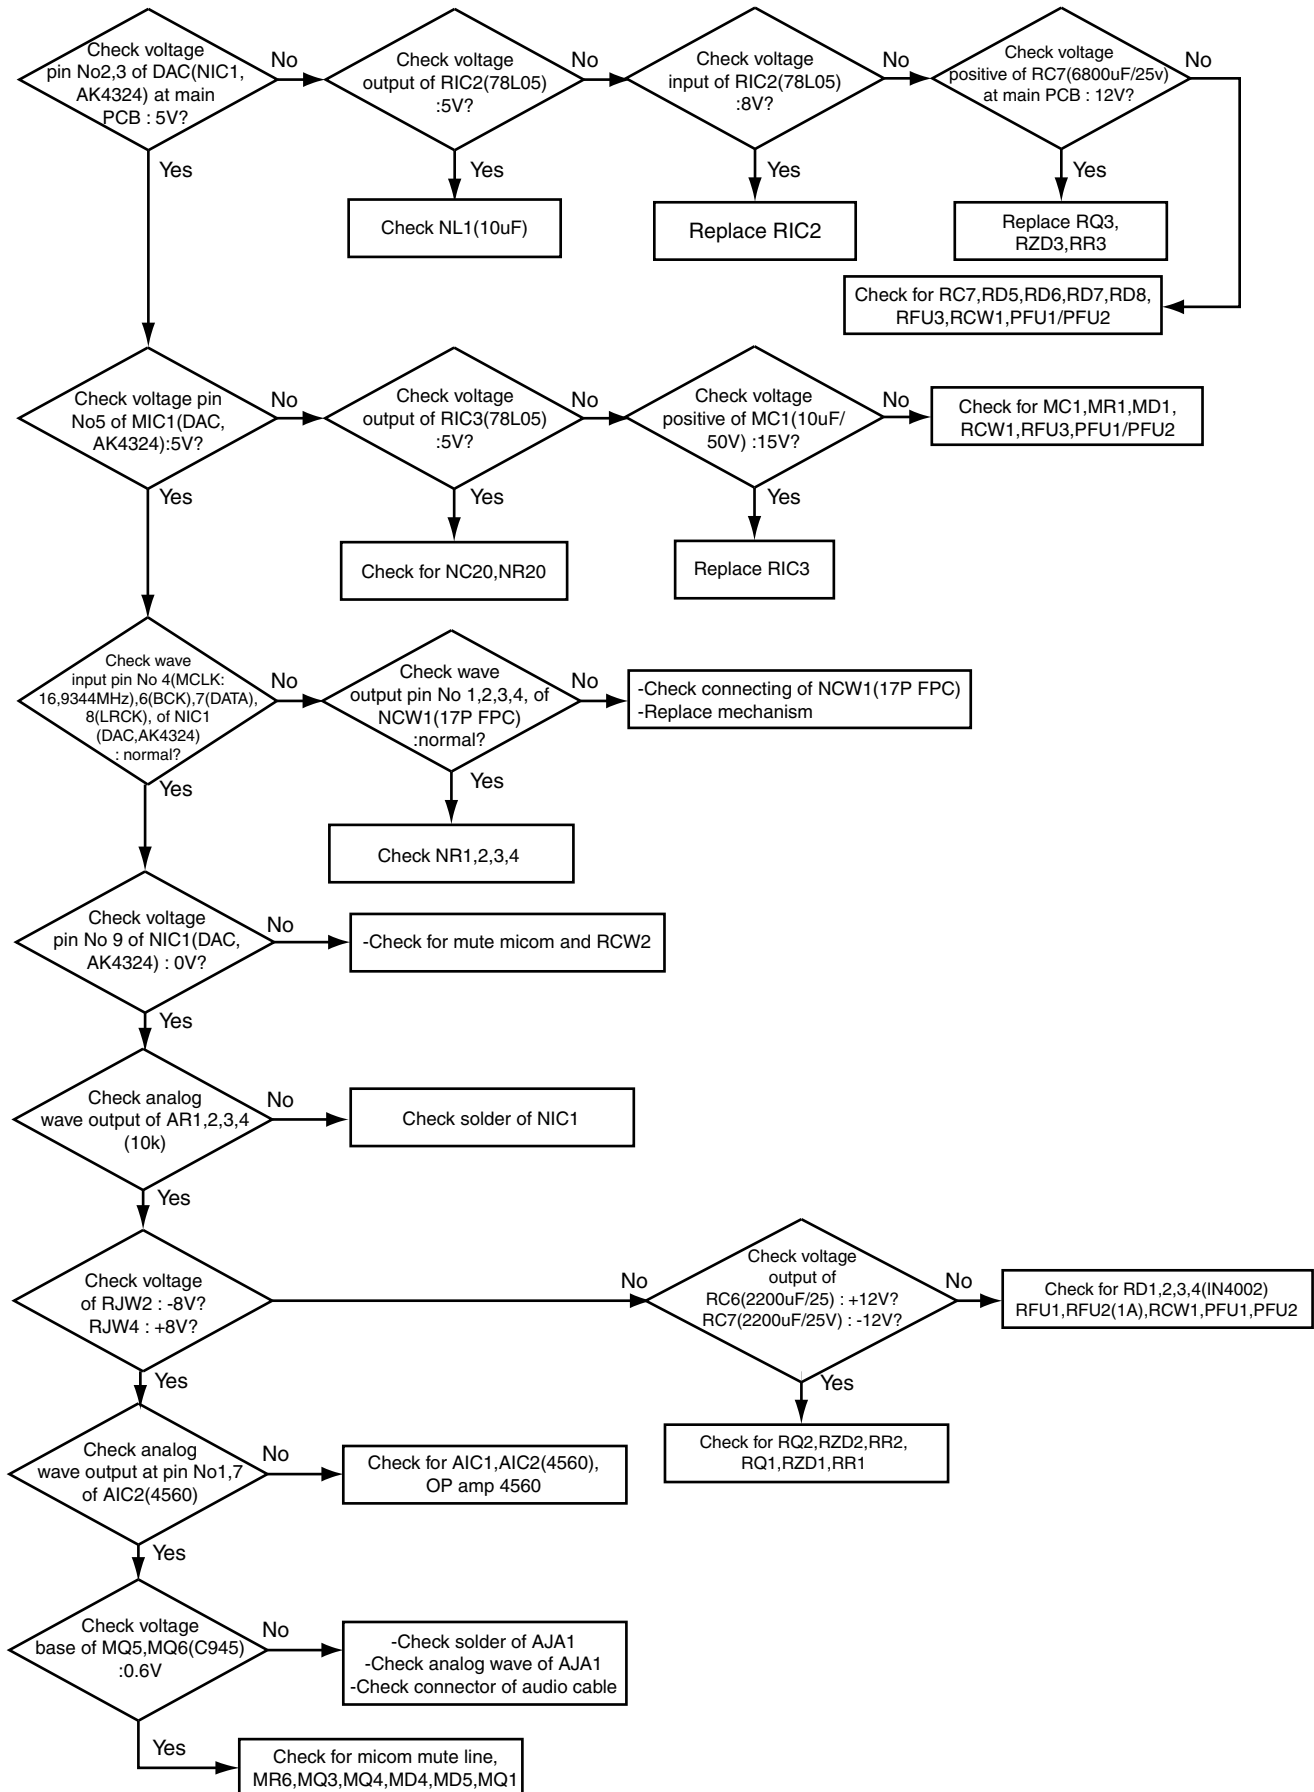 Check voltage
pin No2,3 of DAC(NIC1,
AK4324) at main
PCB : 5V?
No
Yes
Check voltage
output of RIC2(78L05)
:5V?
No
Yes
Check NL1(10uF)
Check voltage
input of RIC2(78L05)
:8V?
No
Yes
Replace RIC2
Check voltage
positive of RC7(6800uF/25v)
at main PCB : 12V?
No
Yes
Replace RQ3,
RZD3,RR3
Check for RC7,RD5,RD6,RD7,RD8,
RFU3,RCW1,PFU1/PFU2
Check voltage pin
No5 of MIC1(DAC,
AK4324):5V?
No
Yes
Check voltage
output of RIC3(78L05)
:5V?
No
Yes
Check for NC20,NR20
Check voltage
positive of MC1(10uF/
50V) :15V?
No
Yes
Replace RIC3
Check for MC1,MR1,MD1,
RCW1,RFU3,PFU1/PFU2
Check wave
input pin No 4(MCLK:
16,9344MHz),6(BCK),7(DATA),
8(LRCK), of NIC1
(DAC,AK4324)
: normal?
No
Yes
Check wave
output pin No 1,2,3,4, of
NCW1(17P FPC)
:normal?
No
Yes
-Check connecting of NCW1(17P FPC)
-Replace mechanism
Check NR1,2,3,4
Check voltage
pin No 9 of NIC1(DAC,
AK4324) : 0V?
No
Yes
-Check for mute micom and RCW2
Check analog
wave output of AR1,2,3,4
(10k)
No
Yes
Check solder of NIC1
Check voltage
of RJW2 : -8V?
RJW4 : +8V?
No
Yes
Check voltage
output of
RC6(2200uF/25) : +12V?
RC7(2200uF/25V) : -12V?
No
Yes
Check for RD1,2,3,4(IN4002)
RFU1,RFU2(1A),RCW1,PFU1,PFU2
Check for RQ2,RZD2,RR2,
RQ1,RZD1,RR1
Check analog
wave output at pin No1,7
of AIC2(4560)
No
Yes
Check for AIC1,AIC2(4560),
OP amp 4560
Check voltage
base of MQ5,MQ6(C945)
:0.6V
No
Yes
-Check solder of AJA1
-Check analog wave of AJA1
-Check connector of audio cable
Check for micom mute line,
MR6,MQ3,MQ4,MD4,MD5,MQ1